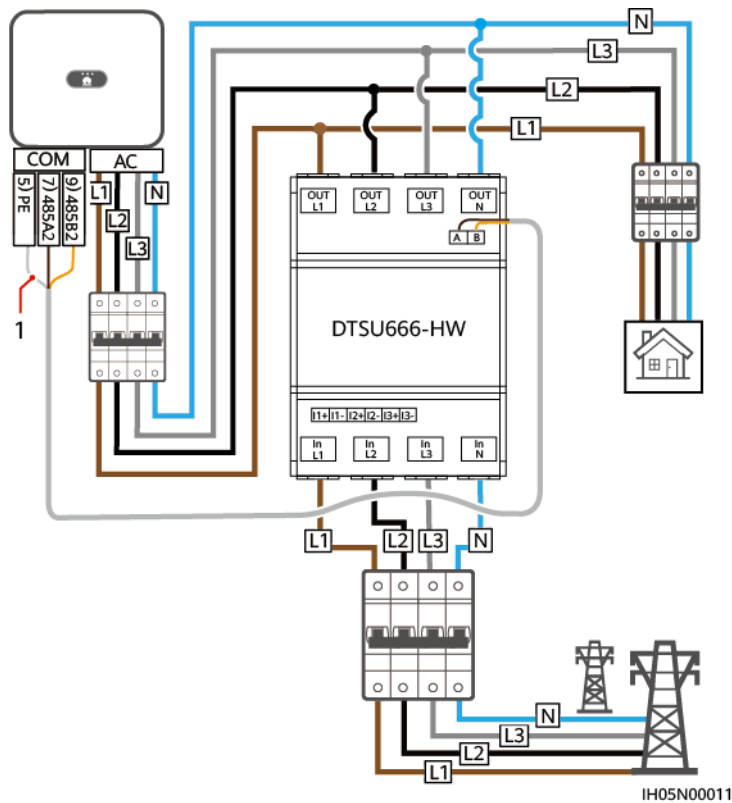 N
L3
L2
L1
COM
AC
5) PE
7) 485A2
9) 485B2
L1
L2
L3
N
1
OUT
L1
OUT
L2
OUT
L3
OUT
N
A B
DTSU666-HW
I1+ I1- I2+ I2- I3+ I3-
In
L1
In
L2
In
L3
In
N
L1
L2
L3
N
N
L3
L2
L1
IH05N00011